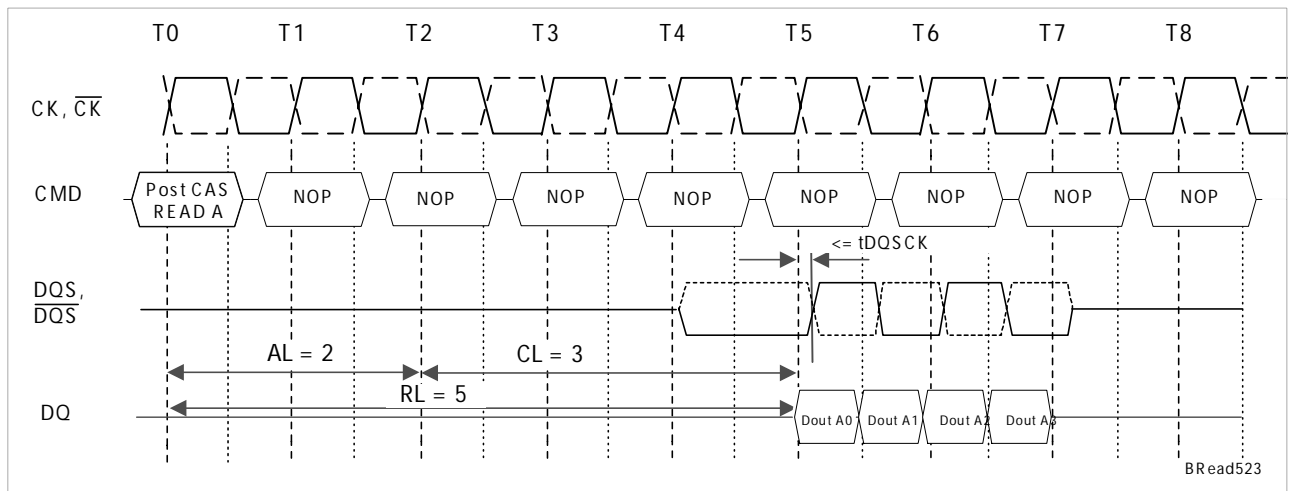 T0 T1 T2 T3 T4 T5 T6 T7 T8
CK, CK
CMD
Post CAS
READ A
NOP NOP NOP NOP NOP NOP NOP NOP
<= tDQSCK
DQS,
DQS
AL = 2
CL = 3
RL = 5
DQ
Dout A0 Dout A1 Dout A2 Dout A3
BRead523